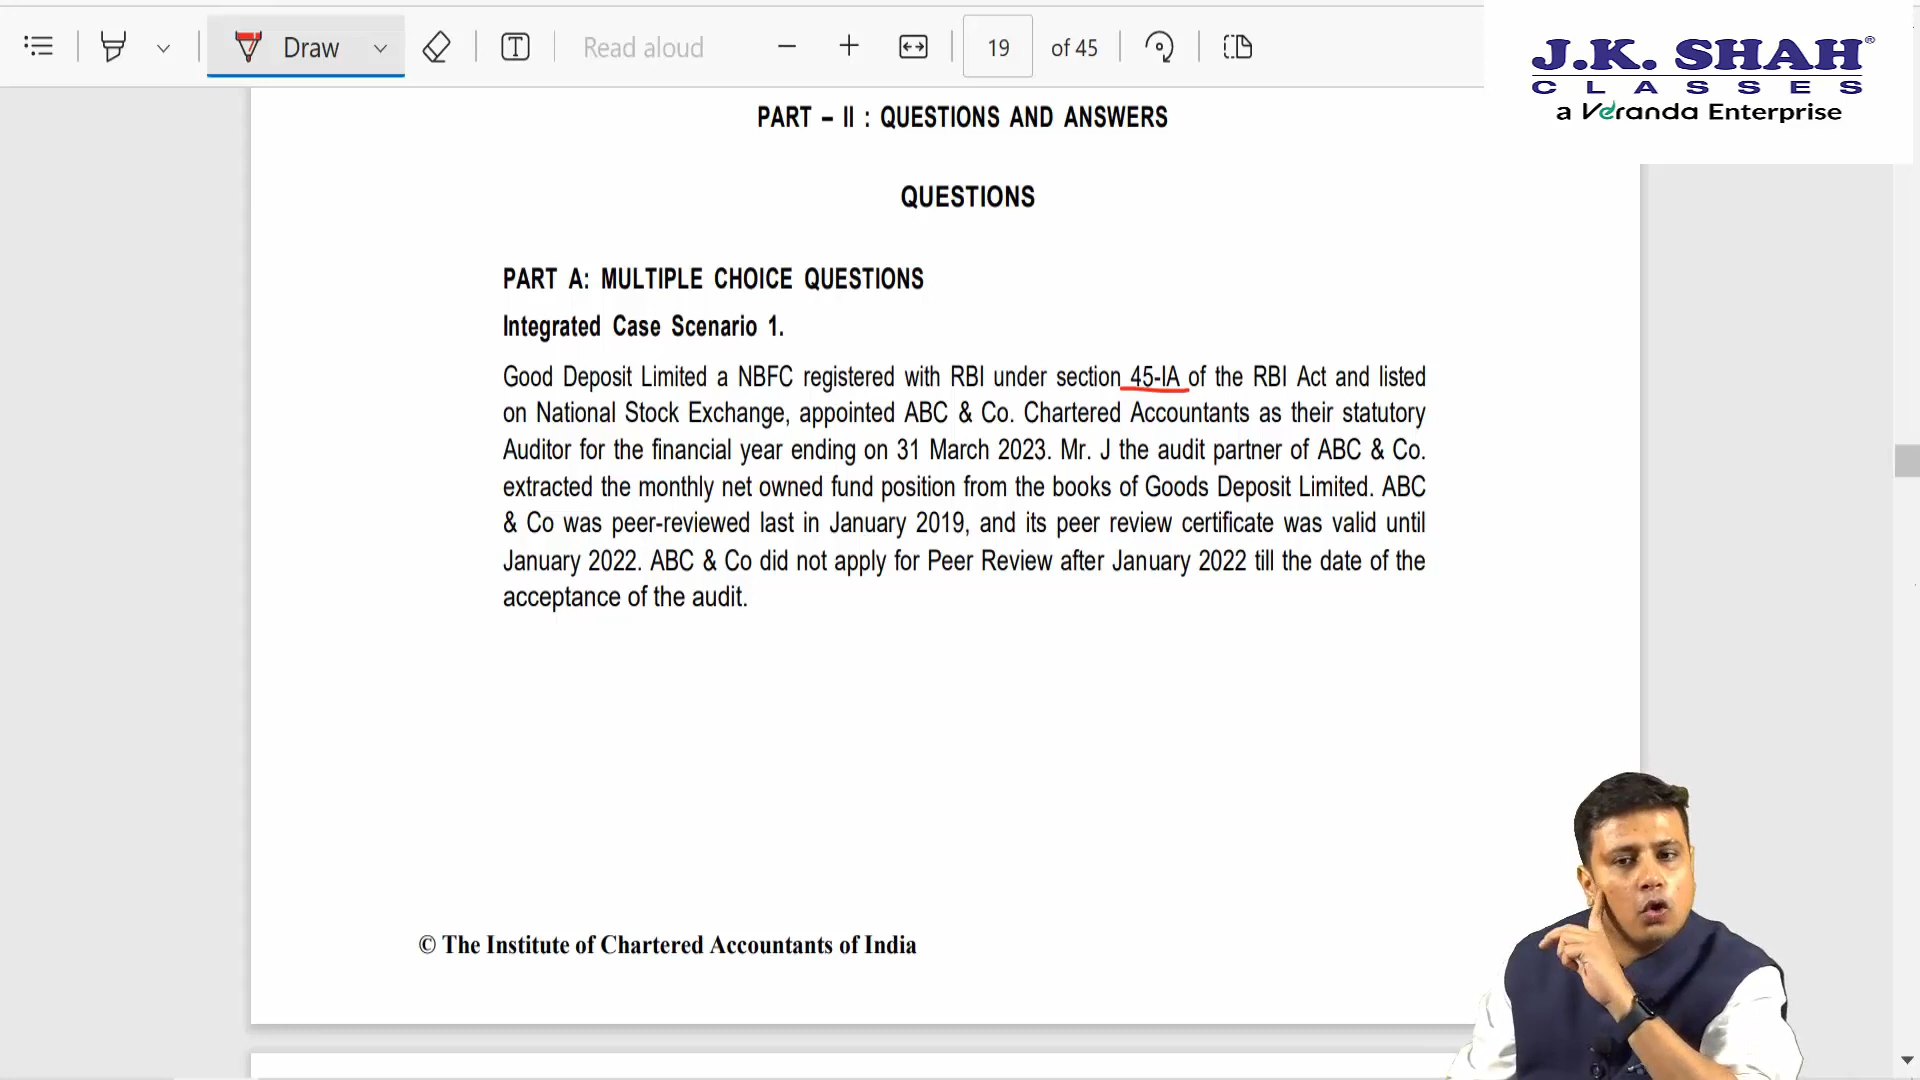 Draw
Read aloud
19
of 45
J.K. SHAH®
CLASSES
a Veranda Enterprise
PART – II : QUESTIONS AND ANSWERS
QUESTIONS
PART A: MULTIPLE CHOICE QUESTIONS
Integrated Case Scenario 1.
Good Deposit Limited a NBFC registered with RBI under section 45-IA of the RBI Act and listed
on National Stock Exchange, appointed ABC & Co. Chartered Accountants as their statutory
Auditor for the financial year ending on 31 March 2023. Mr. J the audit partner of ABC & Co.
extracted the monthly net owned fund position from the books of Goods Deposit Limited. ABC
& Co was peer-reviewed last in January 2019, and its peer review certificate was valid until
January 2022. ABC & Co did not apply for Peer Review after January 2022 till the date of the
acceptance of the audit.
© The Institute of Chartered Accountants of India